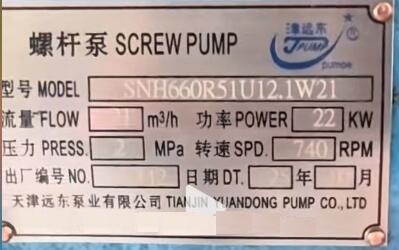 津远东
JPUMP
pumpe
螺杆泵 SCREW PUMP
型号 MODEL SNH660R51U12.1W21
流量 FLOW 21 m³/h 功率 POWER 22 KW
压力 PRESS. 2 MPa 转速 SPD. 740 RPM
出厂编号 NO. 日期 DT. 年 月
天津远东泵业有限公司 TIANJIN YUANDONG PUMP CO.,LTD